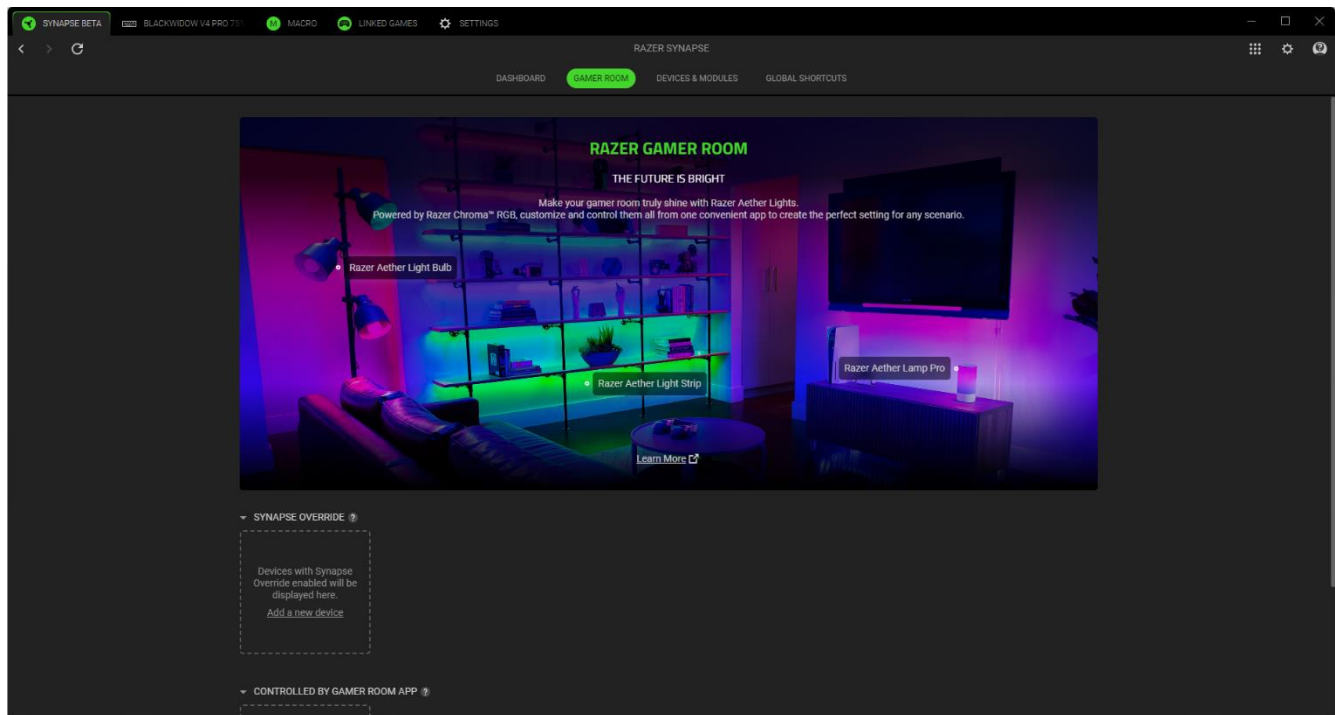 SYNAPSE BETA
BLACKWIDOW V4 PRO 75%
MACRO
LINKED GAMES
SETTINGS
RAZER SYNAPSE
DASHBOARD
GAMER ROOM
DEVICES & MODULES
GLOBAL SHORTCUTS
RAZER GAMER ROOM
THE FUTURE IS BRIGHT
Make your gamer room truly shine with Razer Aether Lights.
Powered by Razer Chroma™ RGB, customize and control them all from one convenient app to create the perfect setting for any scenario.
Razer Aether Light Bulb
Razer Aether Lamp Pro
Razer Aether Light Strip
Learn More
SYNAPSE OVERRIDE ?
Devices with Synapse
Override enabled will be
displayed here.
Add a new device
CONTROLLED BY GAMER ROOM APP ?